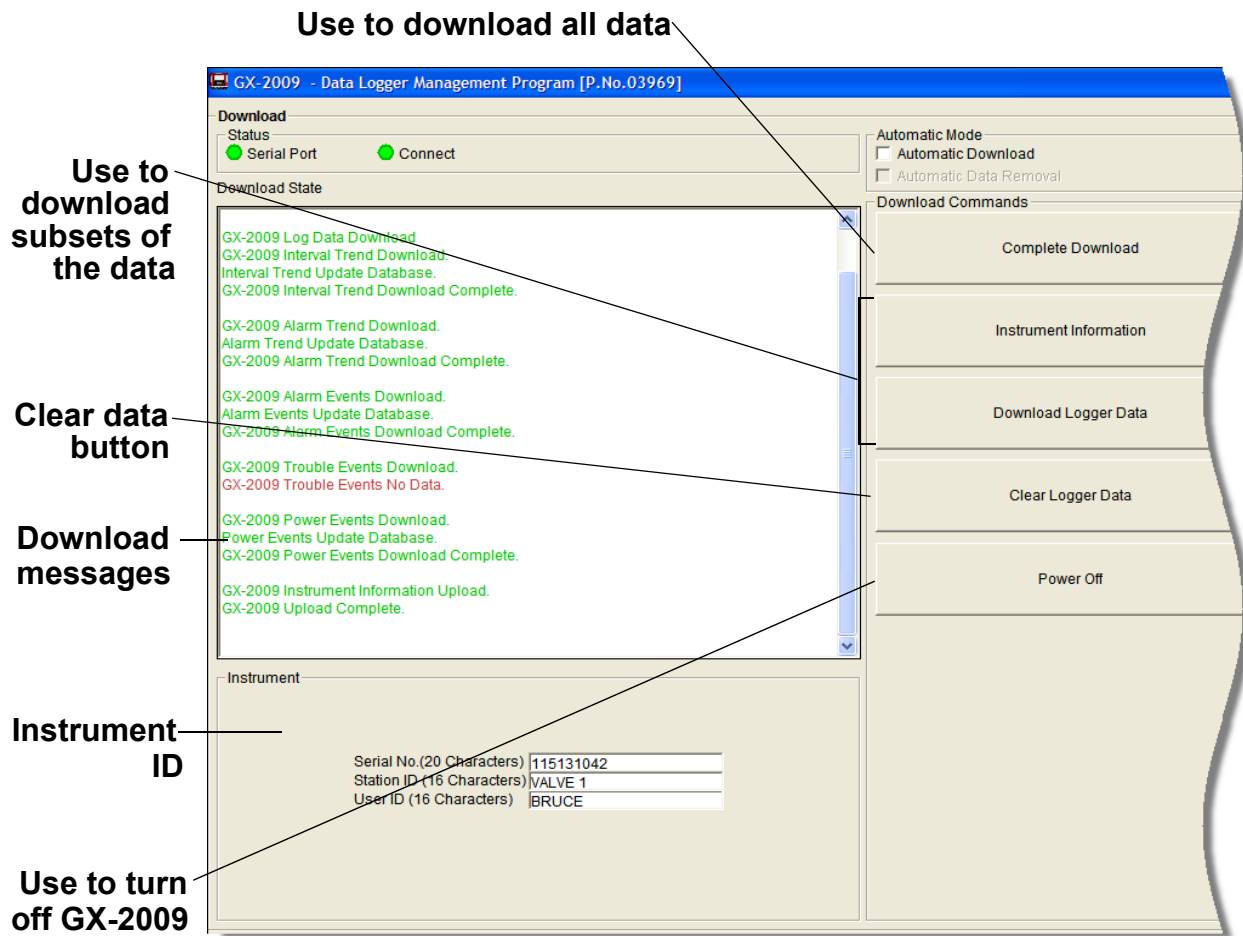 Use to download all data
GX-2009 - Data Logger Management Program [P.No.03969]
Download
Status
Serial Port
Connect
Automatic Mode
Automatic Download
Automatic Data Removal
Use to
download
subsets of
the data
Download State
Download Commands
GX-2009 Log Data Download
GX-2009 Interval Trend Download.
Interval Trend Update Database.
GX-2009 Interval Trend Download Complete.
GX-2009 Alarm Trend Download.
Alarm Trend Update Database.
GX-2009 Alarm Trend Download Complete.
GX-2009 Alarm Events Download.
Alarm Events Update Database.
GX-2009 Alarm Events Download Complete.
GX-2009 Trouble Events Download.
GX-2009 Trouble Events No Data.
GX-2009 Power Events Download.
Power Events Update Database.
GX-2009 Power Events Download Complete.
GX-2009 Instrument Information Upload.
GX-2009 Upload Complete.
Complete Download
Instrument Information
Download Logger Data
Clear Logger Data
Power Off
Clear data
button
Download
messages
Instrument
Instrument
ID
Serial No.(20 Characters) 115131042
Station ID (16 Characters) VALVE 1
User ID (16 Characters) BRUCE
Use to turn
off GX-2009